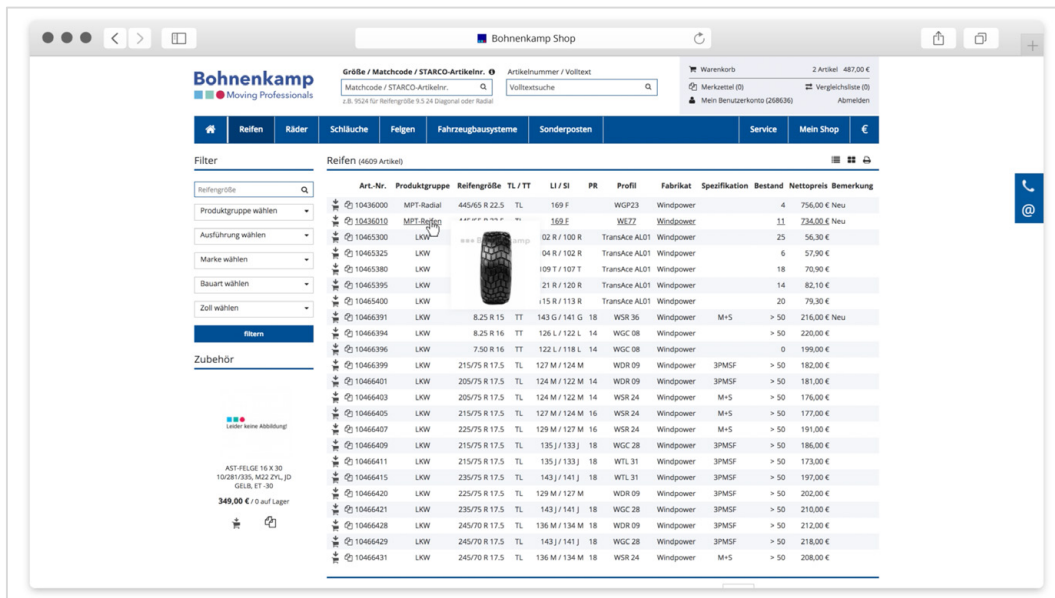 Bohnenkamp Shop
Bohnenkamp
Moving Professionals
Größe / Matchcode / STARCO-Artikelnr.
Matchcode / STARCO-Artikelnr.
z.B. 9524 für Reifengröße 9.5 24 Diagonal oder Radial
Artikelnummer / Volltext
Volltextsuche
Warenkorb 2 Artikel 487,00 €
Merkzettel (0) Vergleichsliste (0)
Mein Benutzerkonto (268636) Abmelden
Reifen Räder Schläuche Felgen Fahrzeugbausysteme Sonderposten Service Mein Shop €
Filter
Reifengröße
Produktgruppe wählen
Ausführung wählen
Marke wählen
Bauart wählen
Zoll wählen
filtern
Zubehör
Leider keine Abbildung!
AST-FELGE 16 X 30
10/281/335, M22 ZYL, JD
GELB, ET -30
349,00 € / 0 auf Lager
Reifen (4609 Artikel)
Art.-Nr. Produktgruppe Reifengröße TL / TT LI / SI PR Profil Fabrikat Spezifikation Bestand Nettopreis Bemerkung
10436000 MPT-Radial 445/65 R 22.5 TL 169 F WGP23 Windpower 4 756,00 € Neu
10436010 MPT-Reifen 169 F WE77 Windpower 11 734,00 € Neu
10465300 LKW 02 R / 100 R TransAce AL01 Windpower 25 56,30 €
10465325 LKW 04 R / 102 R TransAce AL01 Windpower 6 57,90 €
10465380 LKW 109 T / 107 T TransAce AL01 Windpower 18 70,90 €
10465395 LKW 21 R / 120 R TransAce AL01 Windpower 14 82,10 €
10465400 LKW 115 R / 113 R TransAce AL01 Windpower 20 79,30 €
10466391 LKW 8.25 R 15 TT 143 G / 141 G 18 WSR 36 Windpower M+S > 50 216,00 € Neu
10466394 LKW 8.25 R 16 TT 126 L / 122 L 14 WGC 08 Windpower > 50 220,00 €
10466396 LKW 7.50 R 16 TT 122 L / 118 L 14 WGC 08 Windpower 0 199,00 €
10466399 LKW 215/75 R 17.5 TL 127 M / 124 M WDR 09 Windpower 3PMSF > 50 182,00 €
10466401 LKW 205/75 R 17.5 TL 124 M / 122 M 14 WDR 09 Windpower 3PMSF > 50 181,00 €
10466403 LKW 205/75 R 17.5 TL 124 M / 122 M 14 WSR 24 Windpower M+S > 50 176,00 €
10466405 LKW 215/75 R 17.5 TL 127 M / 124 M 16 WSR 24 Windpower M+S > 50 177,00 €
10466407 LKW 225/75 R 17.5 TL 129 M / 127 M 16 WSR 24 Windpower M+S > 50 191,00 €
10466409 LKW 215/75 R 17.5 TL 135 J / 133 J 18 WGC 28 Windpower 3PMSF > 50 186,00 €
10466411 LKW 215/75 R 17.5 TL 135 J / 133 J 18 WTL 31 Windpower 3PMSF > 50 173,00 €
10466415 LKW 235/75 R 17.5 TL 143 J / 141 J 18 WTL 31 Windpower 3PMSF > 50 197,00 €
10466420 LKW 225/75 R 17.5 TL 129 M / 127 M WDR 09 Windpower 3PMSF > 50 202,00 €
10466421 LKW 235/75 R 17.5 TL 143 J / 141 J 18 WGC 28 Windpower 3PMSF > 50 210,00 €
10466428 LKW 245/70 R 17.5 TL 136 M / 134 M 18 WDR 09 Windpower 3PMSF > 50 212,00 €
10466429 LKW 245/70 R 17.5 TL 143 J / 141 J 18 WGC 28 Windpower 3PMSF > 50 218,00 €
10466431 LKW 245/70 R 17.5 TL 136 M / 134 M 18 WSR 24 Windpower M+S > 50 208,00 €